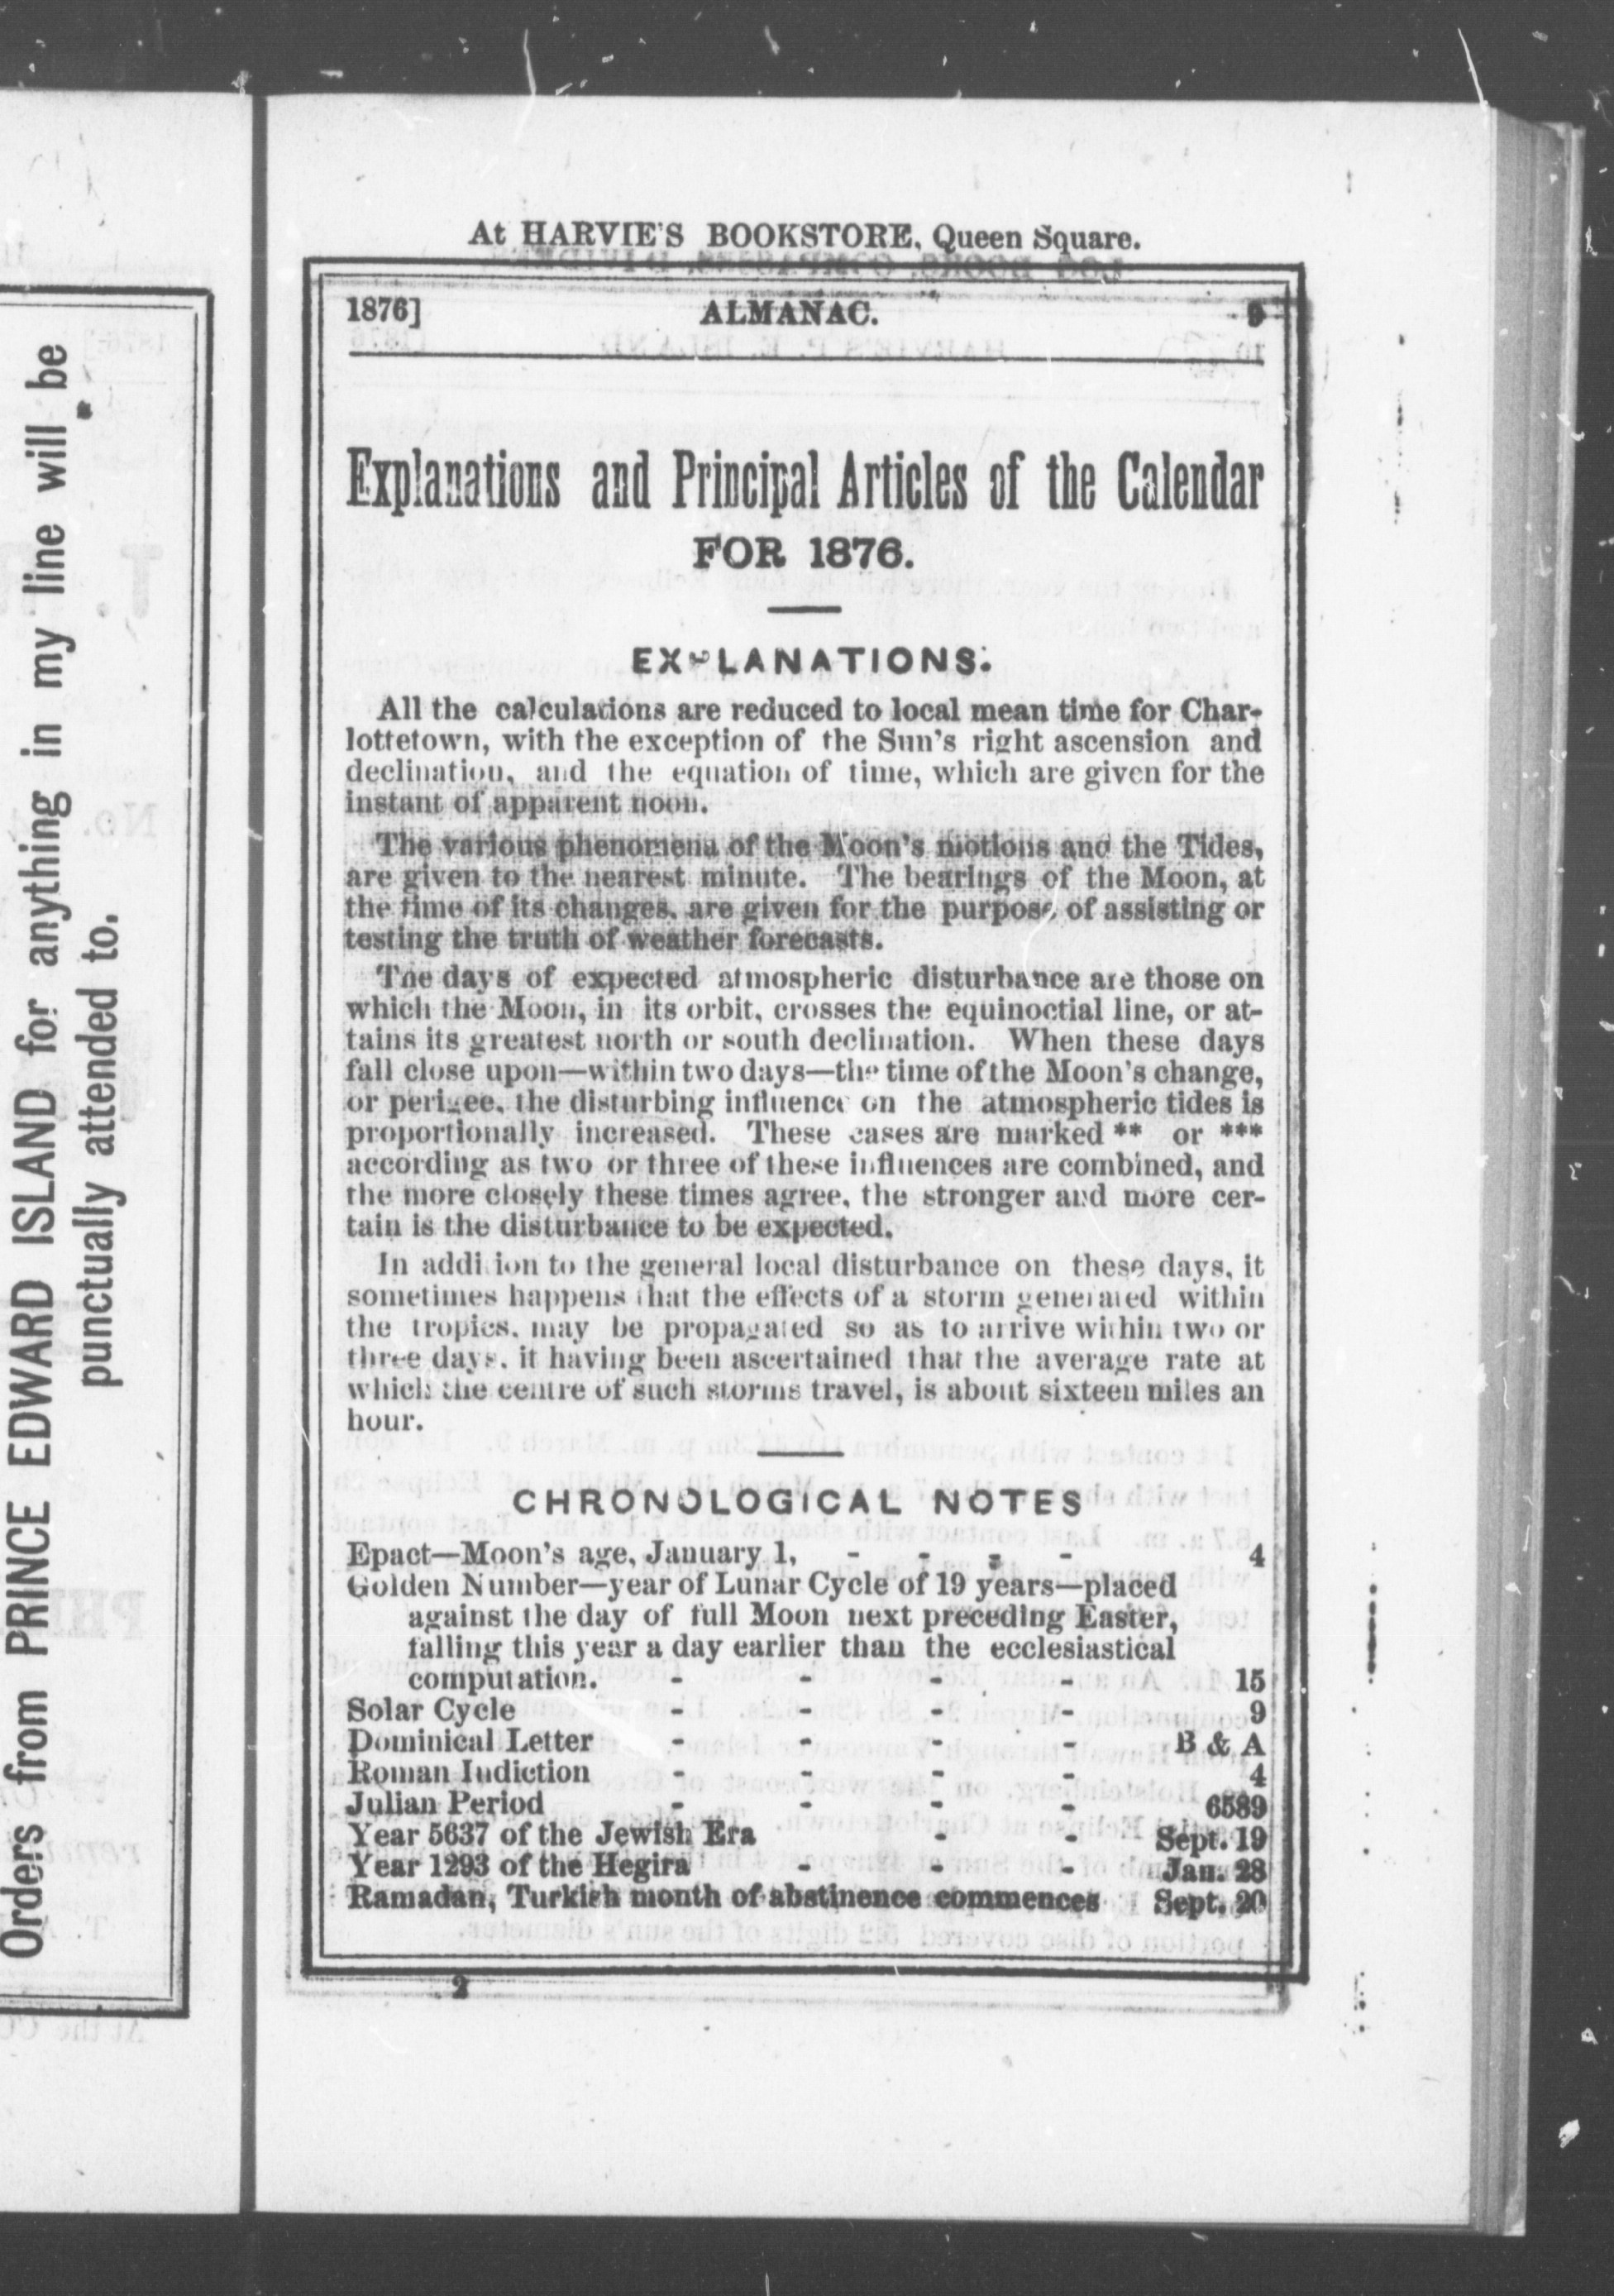 Orders from PRINCE EDWARD ISLAND for anything in my line will be
punctually attended to.
At HARVIE'S BOOKSTORE, Queen Square.
1876] ALMANAC. 9
Explanations and Principal Articles of the Calendar
FOR 1876.
EXPLANATIONS.
All the calculations are reduced to local mean time for Char-
lottetown, with the exception of the Sun's right ascension and
declination, and the equation of time, which are given for the
instant of apparent noon.
The various phenomena of the Moon's motions and the Tides,
are given to the nearest minute. The bearings of the Moon, at
the time of its changes, are given for the purpose of assisting or
testing the truth of weather forecasts.
The days of expected atmospheric disturbance are those on
which the Moon, in its orbit, crosses the equinoctial line, or at-
tains its greatest north or south declination. When these days
fall close upon—within two days—the time of the Moon's change,
or perigee, the disturbing influence on the atmospheric tides is
proportionally increased. These cases are marked ** or ***
according as two or three of these influences are combined, and
the more closely these times agree, the stronger and more cer-
tain is the disturbance to be expected.
In addition to the general local disturbance on these days, it
sometimes happens that the effects of a storm generated within
the tropics, may be propagated so as to arrive within two or
three days, it having been ascertained that the average rate at
which the centre of such storms travel, is about sixteen miles an
hour.
CHRONOLOGICAL NOTES
Epact—Moon's age, January 1, - - - - 4
Golden Number—year of Lunar Cycle of 19 years—placed
against the day of full Moon next preceding Easter,
falling this year a day earlier than the ecclesiastical
computation. - - - - 15
Solar Cycle - - - - 9
Dominical Letter - - - - B & A
Roman Indiction - - - - 4
Julian Period - - - - 6589
Year 5637 of the Jewish Era - - Sept. 19
Year 1293 of the Hegira - - - Jan. 28
Ramadan, Turkish month of abstinence commences Sept. 20
2